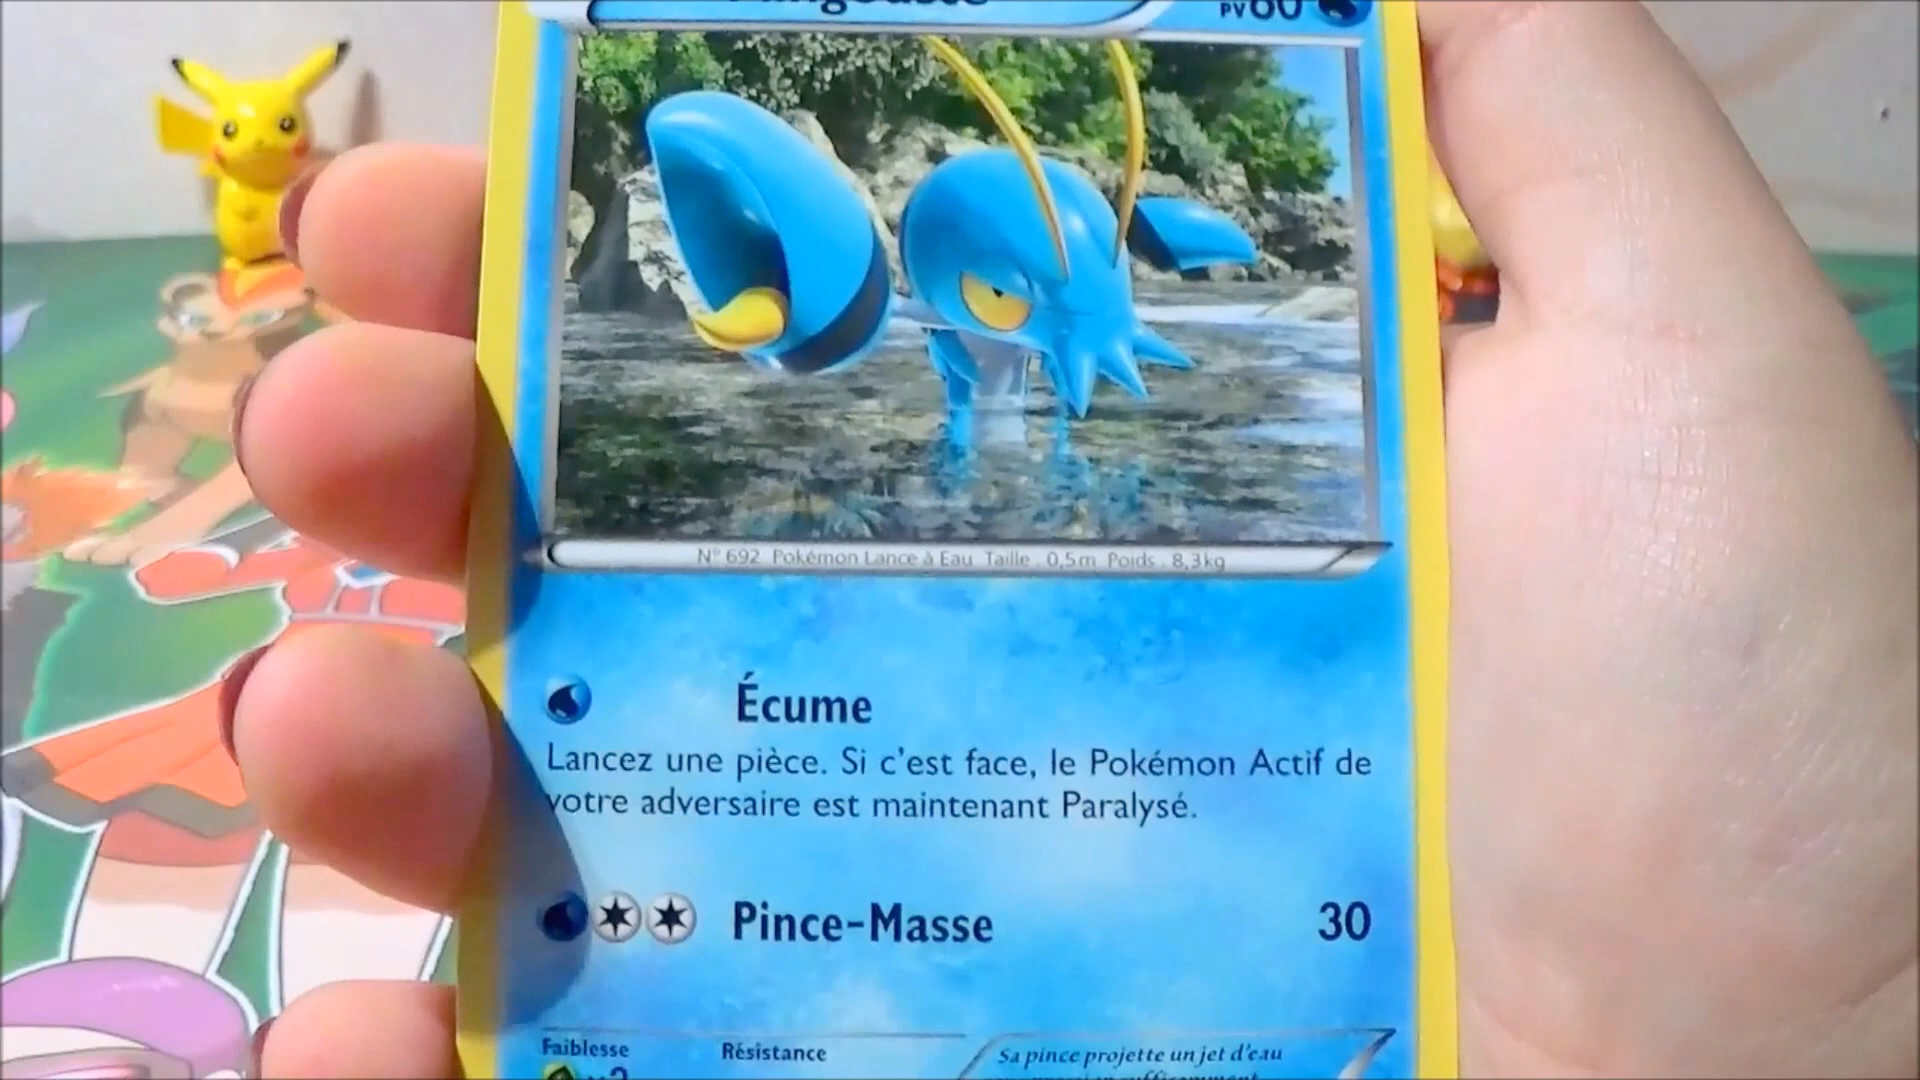 PV60
N° 692 Pokémon Lance à Eau Taille : 0,5m Poids : 8,3kg
Écume
Lancez une pièce. Si c'est face, le Pokémon Actif de
votre adversaire est maintenant Paralysé.
Pince-Masse 30
Faiblesse Résistance
×2
Sa pince projette un jet d'eau